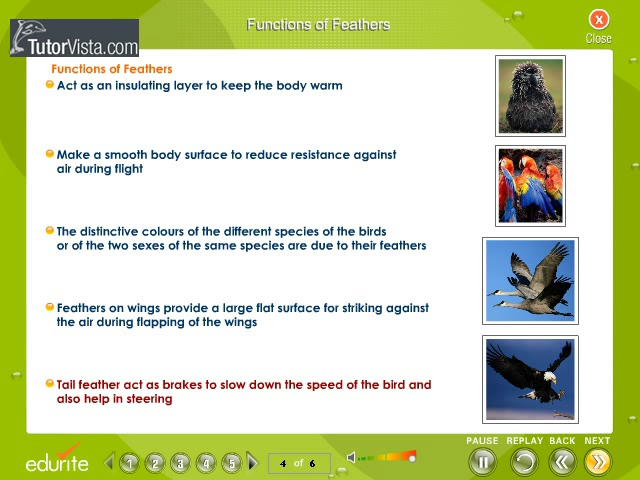 Functions of Feathers
X
Close
TutorVista.com
Functions of Feathers
Act as an insulating layer to keep the body warm
Make a smooth body surface to reduce resistance against
air during flight
The distinctive colours of the different species of the birds
or of the two sexes of the same species are due to their feathers
Feathers on wings provide a large flat surface for striking against
the air during flapping of the wings
Tail feather act as brakes to slow down the speed of the bird and
also help in steering
PAUSE REPLAY BACK NEXT
edurite
1 2 3 4 5
4 of 6